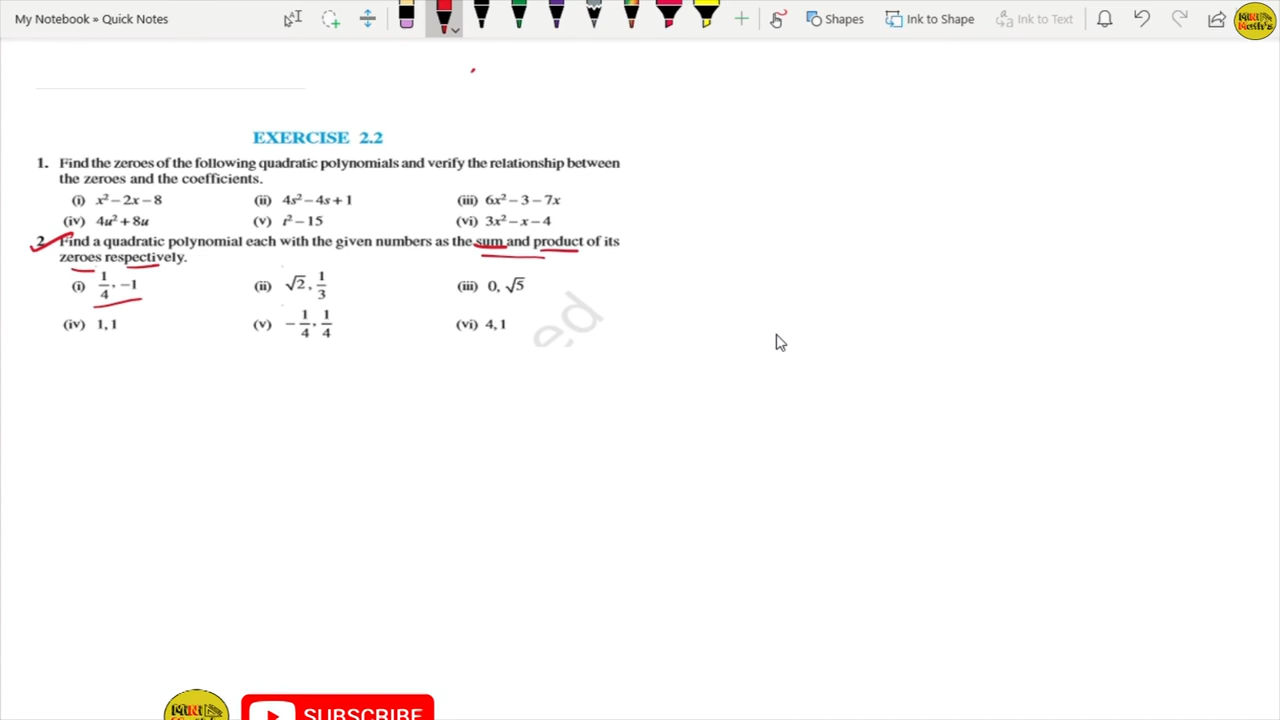 My Notebook » Quick Notes
Shapes
Ink to Shape
Ink to Text
EXERCISE 2.2
1. Find the zeroes of the following quadratic polynomials and verify the relationship between
the zeroes and the coefficients.
(i) x² – 2x – 8 (ii) 4s² – 4s + 1 (iii) 6x² – 3 – 7x
(iv) 4u² + 8u (v) t² – 15 (vi) 3x² – x – 4
2. Find a quadratic polynomial each with the given numbers as the sum and product of its
zeroes respectively.
(i) 1/4, –1 (ii) √2, 1/3 (iii) 0, √5
(iv) 1, 1 (v) –1/4, 1/4 (vi) 4, 1
ed
SUBSCRIBE